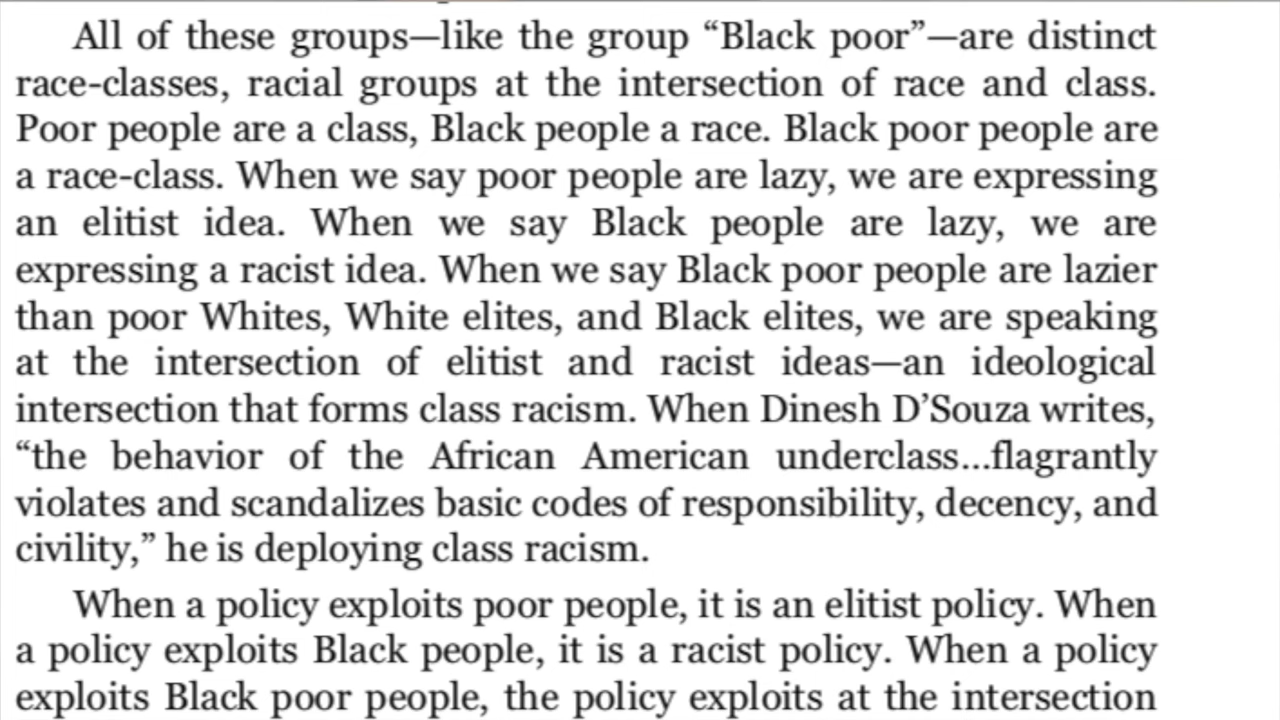 All of these groups—like the group “Black poor”—are distinct
race-classes, racial groups at the intersection of race and class.
Poor people are a class, Black people a race. Black poor people are
a race-class. When we say poor people are lazy, we are expressing
an elitist idea. When we say Black people are lazy, we are
expressing a racist idea. When we say Black poor people are lazier
than poor Whites, White elites, and Black elites, we are speaking
at the intersection of elitist and racist ideas—an ideological
intersection that forms class racism. When Dinesh D’Souza writes,
“the behavior of the African American underclass…flagrantly
violates and scandalizes basic codes of responsibility, decency, and
civility,” he is deploying class racism.
When a policy exploits poor people, it is an elitist policy. When
a policy exploits Black people, it is a racist policy. When a policy
exploits Black poor people, the policy exploits at the intersection